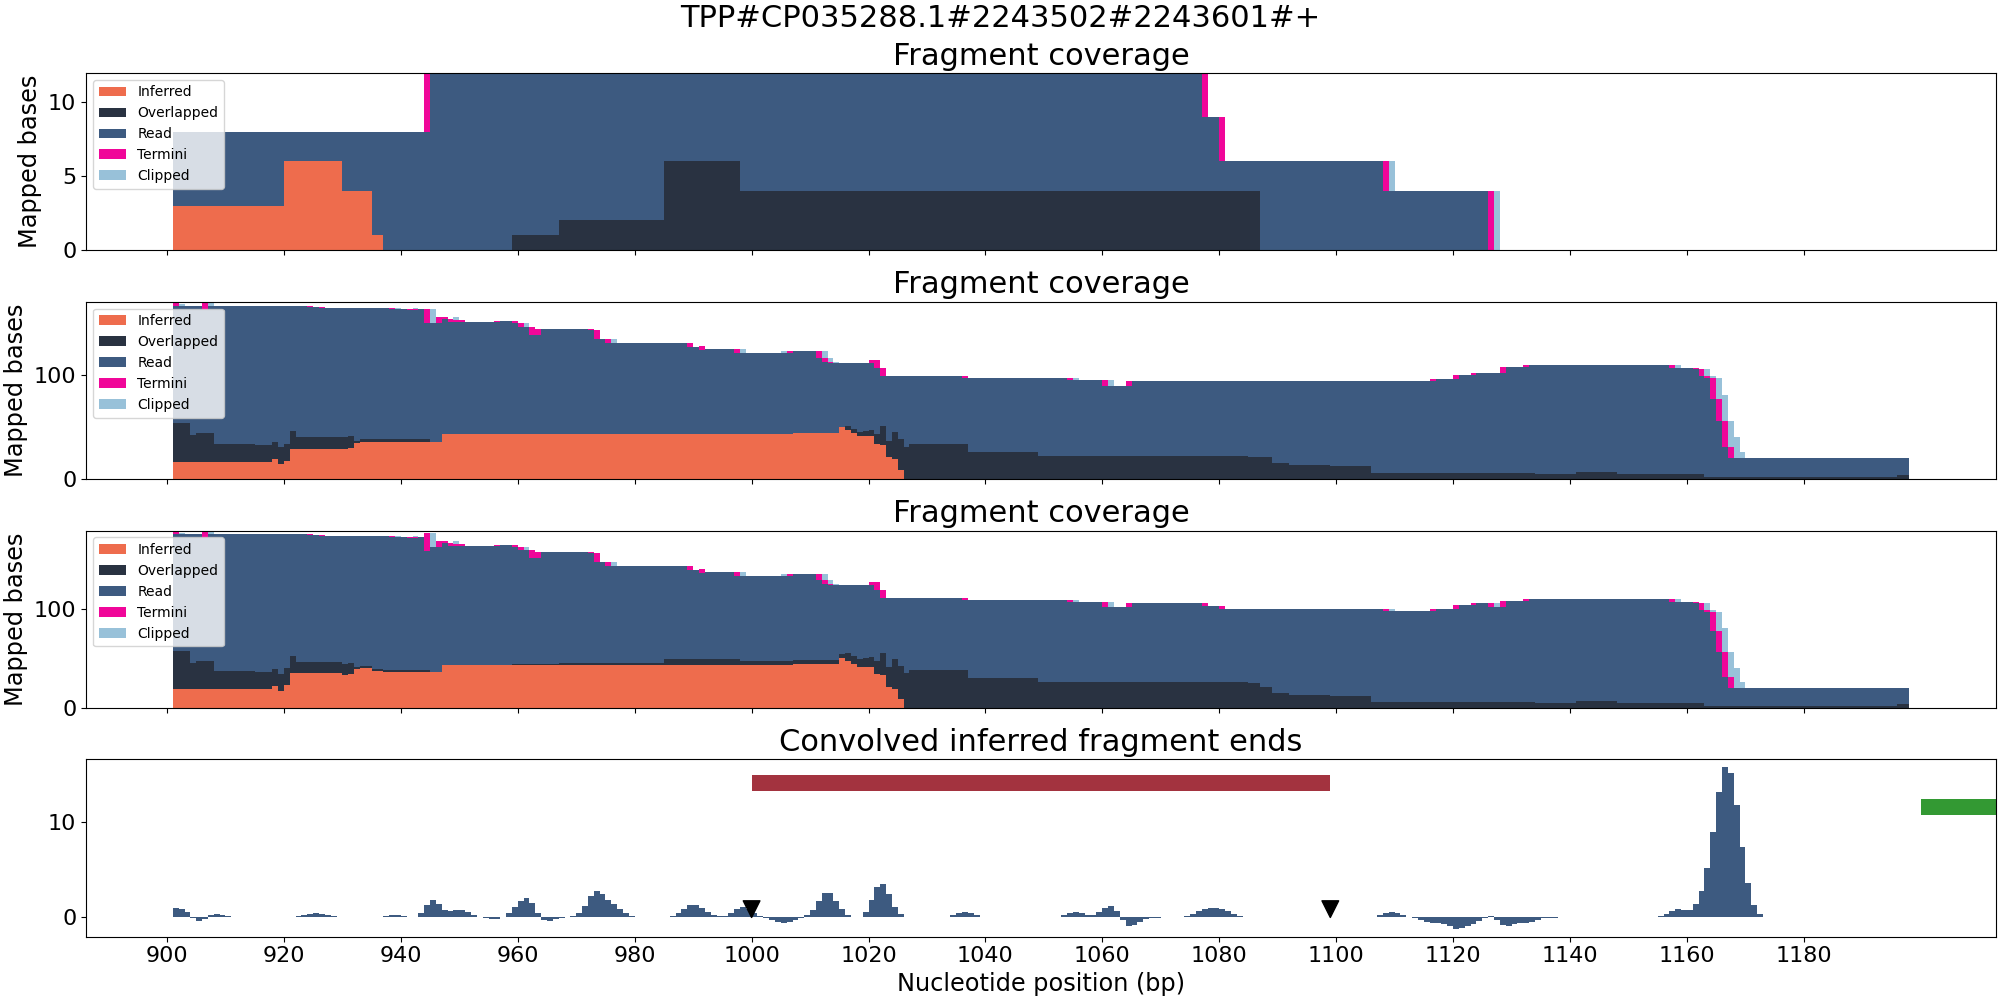 TPP#CP035288.1#2243502#2243601#+
Fragment coverage
Mapped bases
10
5
0
Inferred
Overlapped
Read
Termini
Clipped
Fragment coverage
Mapped bases
100
0
Inferred
Overlapped
Read
Termini
Clipped
Fragment coverage
Mapped bases
100
0
Inferred
Overlapped
Read
Termini
Clipped
Convolved inferred fragment ends
10
0
900 920 940 960 980 1000 1020 1040 1060 1080 1100 1120 1140 1160 1180
Nucleotide position (bp)